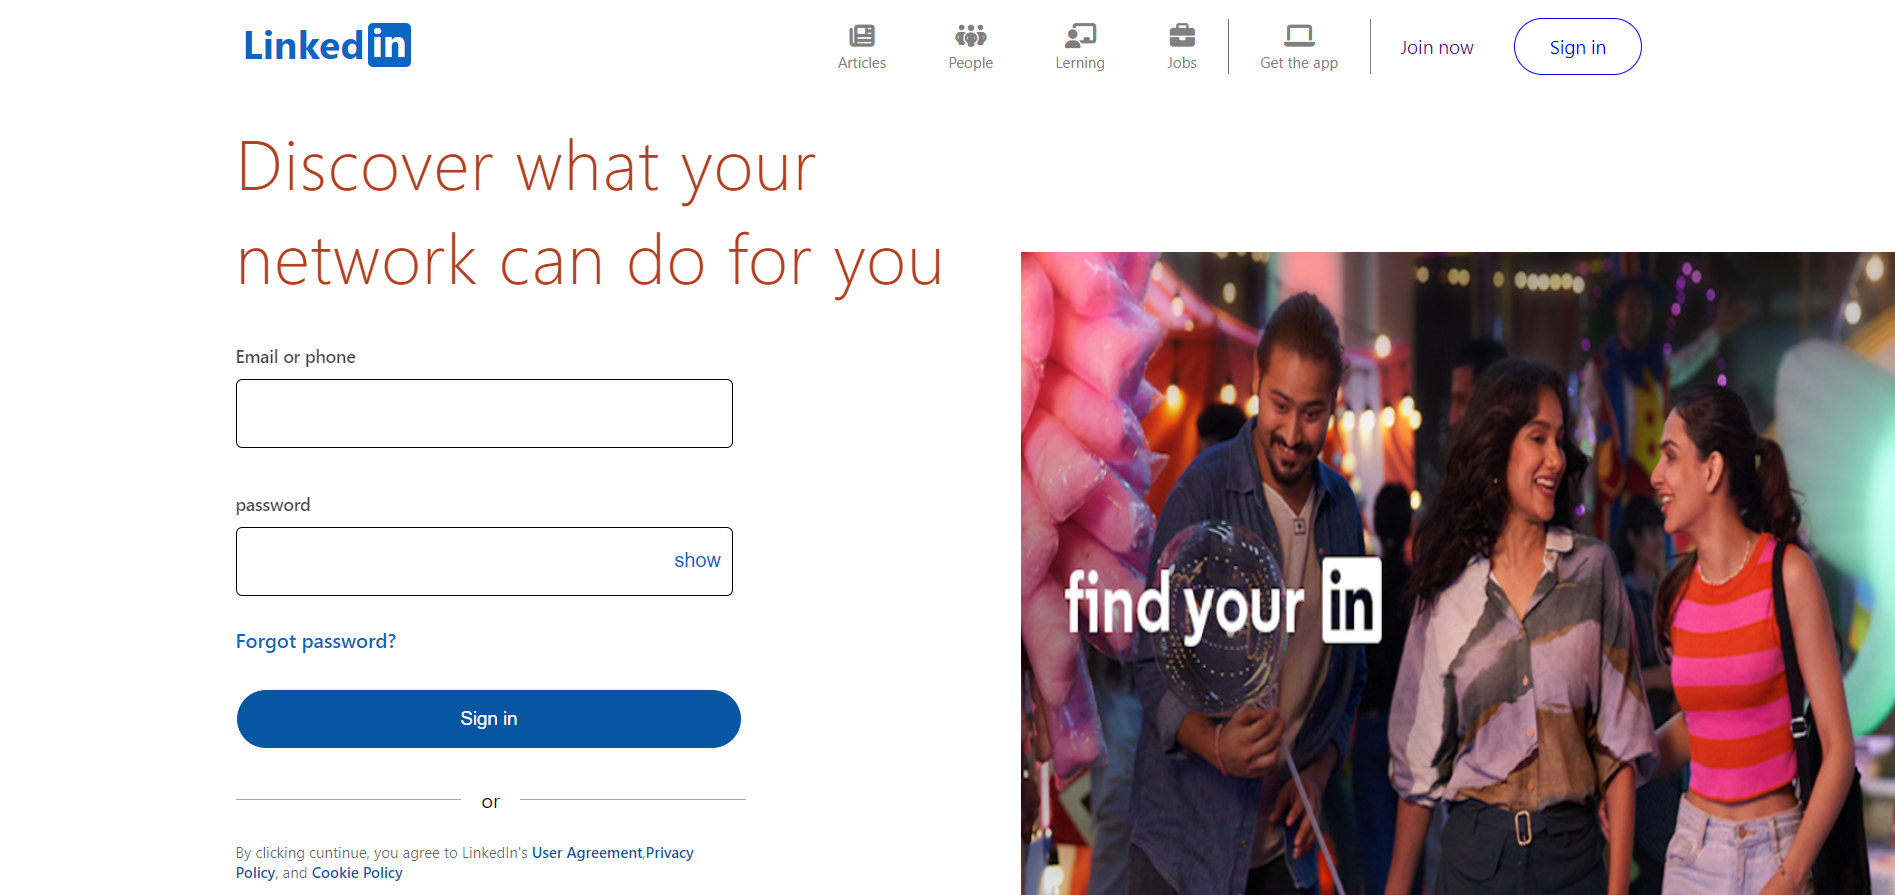 Linked in
Articles
People
Lerning
Jobs
Get the app
Join now
Sign in
Discover what your
network can do for you
Email or phone
password
show
Forgot password?
Sign in
or
By clicking cuntinue, you agree to LinkedIn's User Agreement,Privacy
Policy, and Cookie Policy
find your in